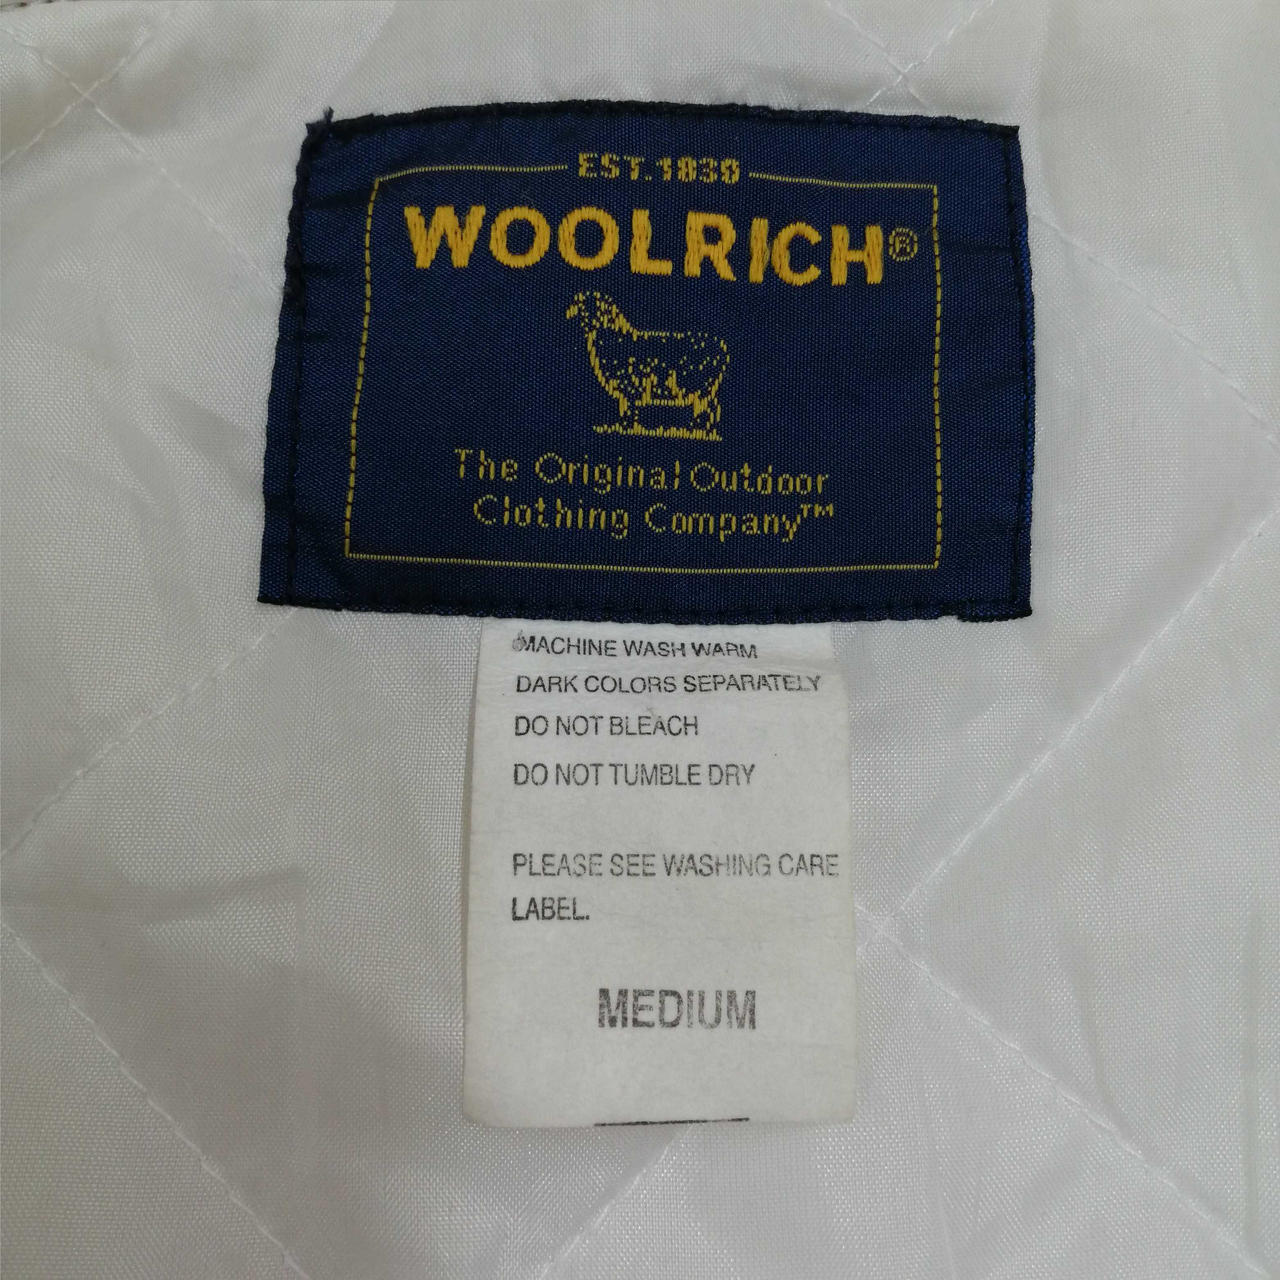 EST.1830
WOOLRICH®
The Original Outdoor
Clothing Company™
MACHINE WASH WARM
DARK COLORS SEPARATELY
DO NOT BLEACH
DO NOT TUMBLE DRY
PLEASE SEE WASHING CARE
LABEL.
MEDIUM